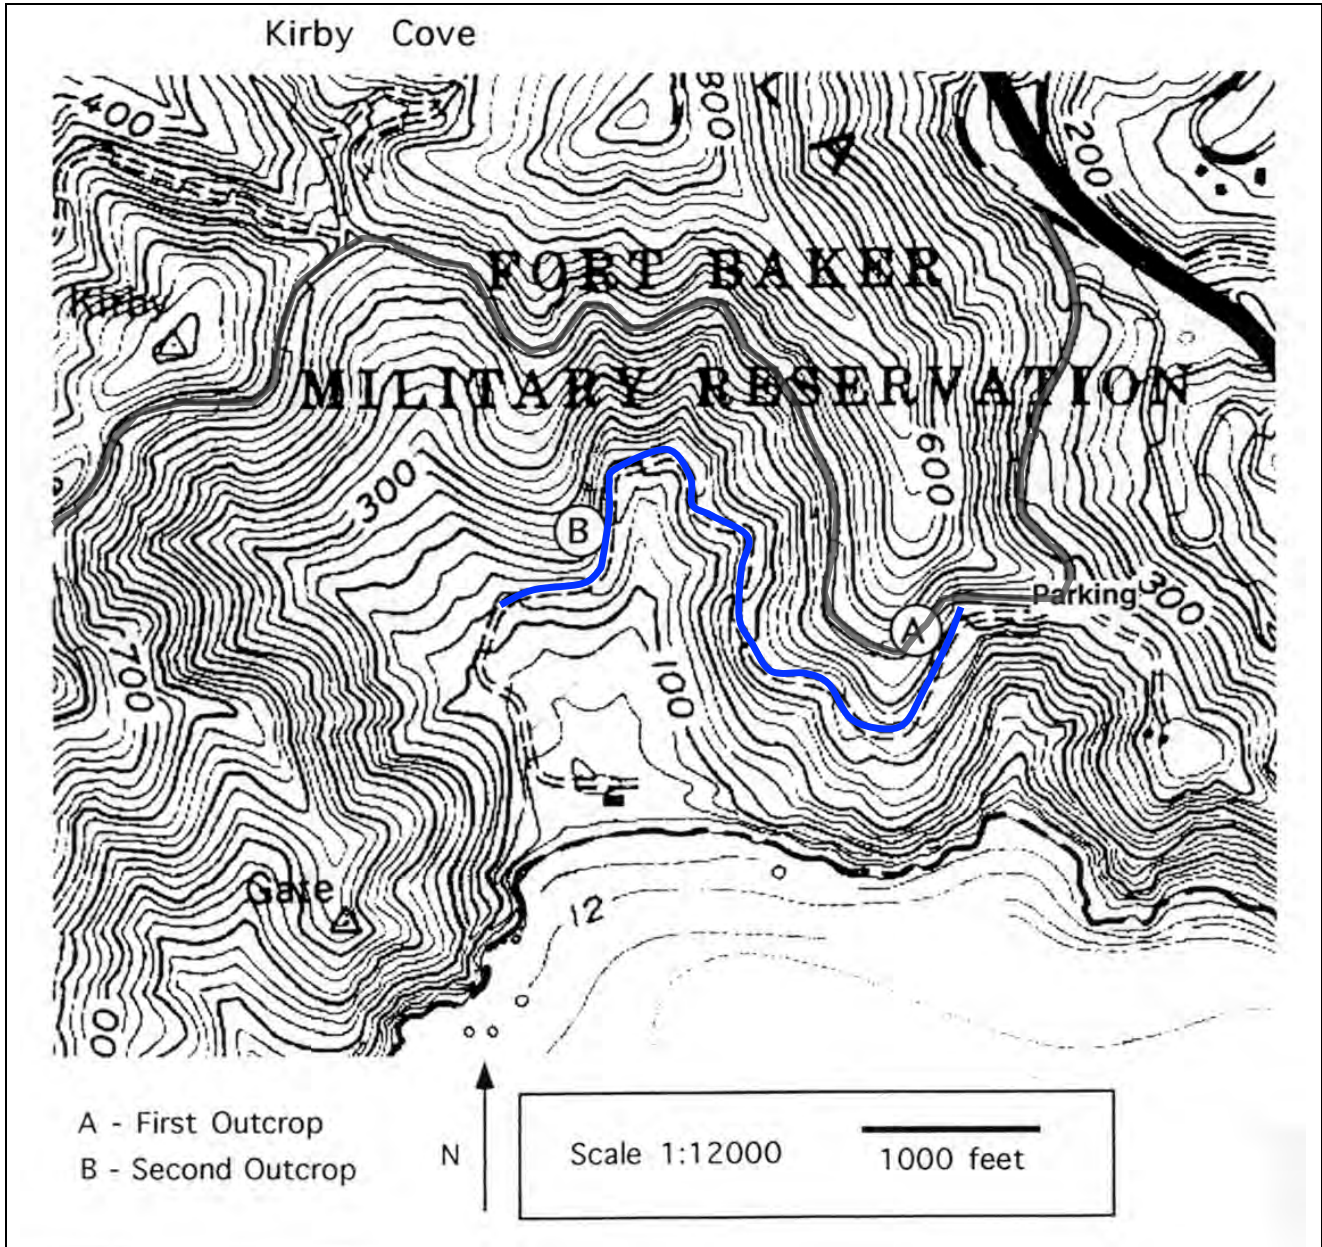 Kirby Cove
400
800
A
200
FORT BAKER
Kirby
MILITARY RESERVATION
600
300
B
Parking
300
A
700
100
Gate
12
00
A - First Outcrop
B - Second Outcrop
N
Scale 1:12000
1000 feet